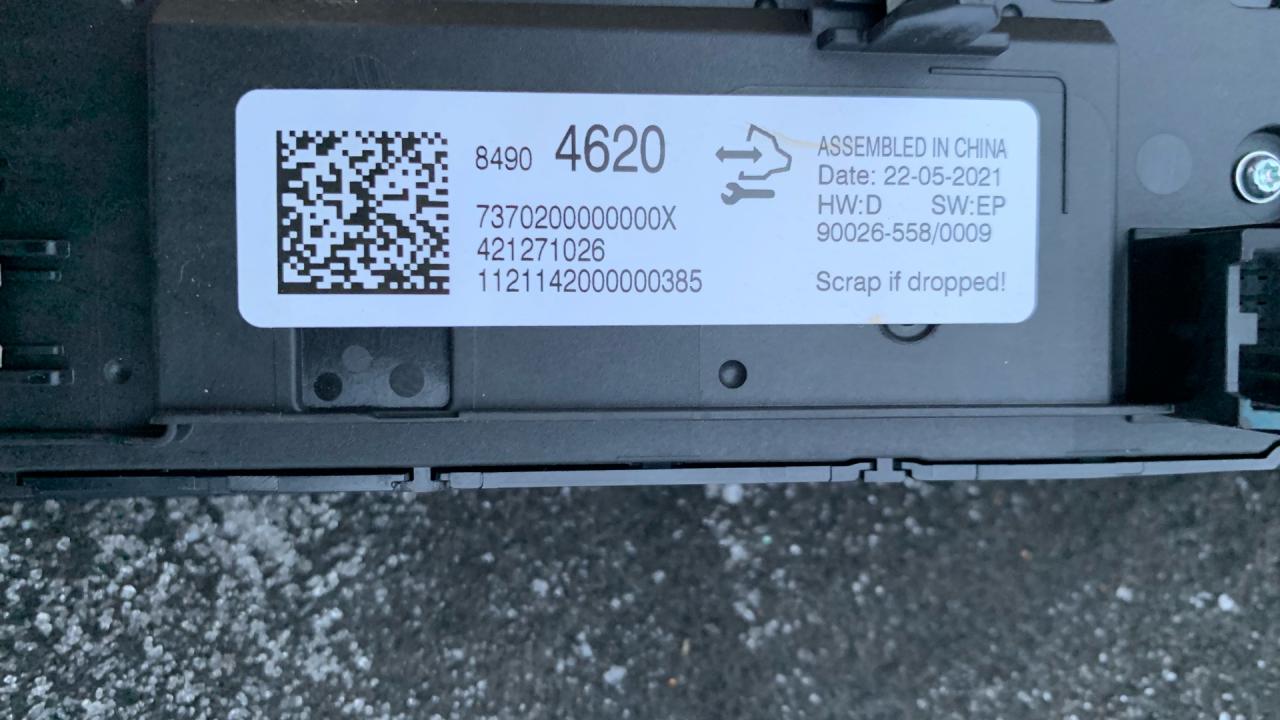 8490 4620
7370200000000X
421271026
1121142000000385
ASSEMBLED IN CHINA
Date: 22-05-2021
HW:D SW:EP
90026-558/0009
Scrap if dropped!